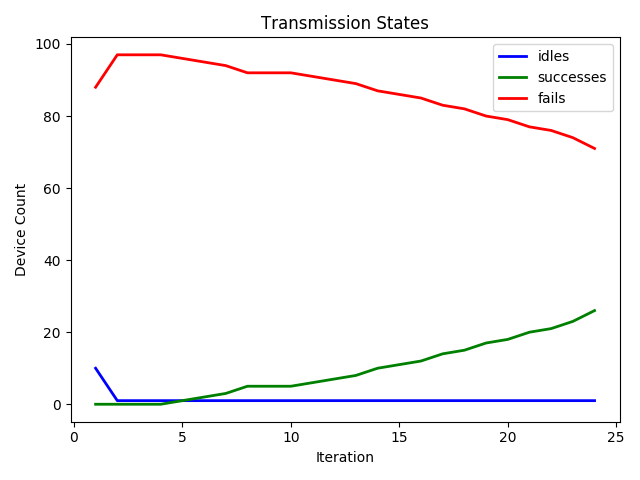 Transmission States
100
80
60
40
20
0
Device Count
idles
successes
fails
0
5
10
15
20
25
Iteration